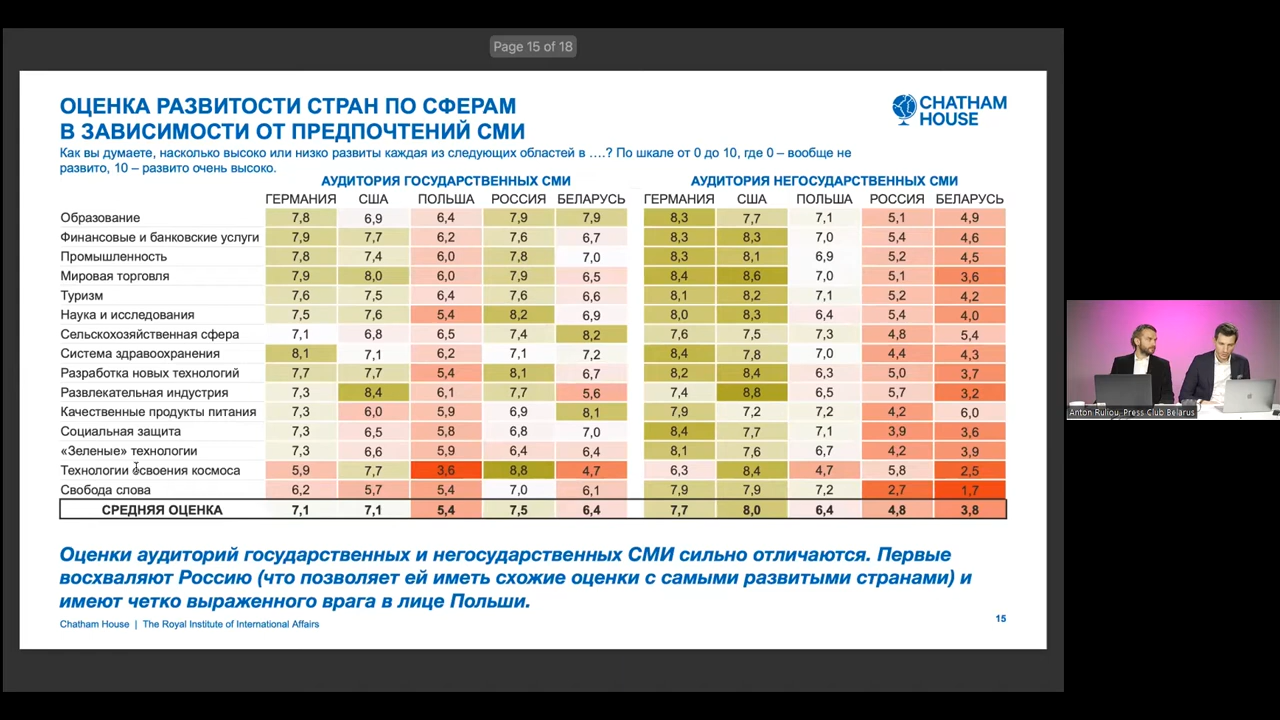 Page 15 of 18
ОЦЕНКА РАЗВИТОСТИ СТРАН ПО СФЕРАМ
В ЗАВИСИМОСТИ ОТ ПРЕДПОЧТЕНИЙ СМИ
CHATHAM
HOUSE
Как вы думаете, насколько высоко или низко развиты каждая из следующих областей в ….? По шкале от 0 до 10, где 0 – вообще не
развито, 10 – развито очень высоко.
АУДИТОРИЯ ГОСУДАРСТВЕННЫХ СМИ АУДИТОРИЯ НЕГОСУДАРСТВЕННЫХ СМИ
ГЕРМАНИЯ США ПОЛЬША РОССИЯ БЕЛАРУСЬ ГЕРМАНИЯ США ПОЛЬША РОССИЯ БЕЛАРУСЬ
Образование 7,8 6,9 6,4 7,9 7,9 8,3 7,7 7,1 5,1 4,9
Финансовые и банковские услуги 7,9 7,7 6,2 7,6 6,7 8,3 8,3 7,0 5,4 4,6
Промышленность 7,8 7,4 6,0 7,8 7,0 8,3 8,1 6,9 5,2 4,5
Мировая торговля 7,9 8,0 6,0 7,9 6,5 8,4 8,6 7,0 5,1 3,6
Туризм 7,6 7,5 6,4 7,6 6,6 8,1 8,2 7,1 5,2 4,2
Наука и исследования 7,5 7,6 5,4 8,2 6,9 8,0 8,3 6,4 5,4 4,0
Сельскохозяйственная сфера 7,1 6,8 6,5 7,4 8,2 7,6 7,5 7,3 4,8 5,4
Система здравоохранения 8,1 7,1 6,2 7,1 7,2 8,4 7,8 7,0 4,4 4,3
Разработка новых технологий 7,7 7,7 5,4 8,1 6,7 8,2 8,4 6,3 5,0 3,7
Развлекательная индустрия 7,3 8,4 6,1 7,7 5,6 7,4 8,8 6,5 5,7 3,2
Качественные продукты питания 7,3 6,0 5,9 6,9 8,1 7,9 7,2 7,2 4,2 6,0
Социальная защита 7,3 6,5 5,8 6,8 7,0 8,4 7,7 7,1 3,9 3,6
«Зеленые» технологии 7,3 6,6 5,9 6,4 6,4 8,1 7,6 6,7 4,2 3,9
Технологии освоения космоса 5,9 7,7 3,6 8,8 4,7 6,3 8,4 4,7 5,8 2,5
Свобода слова 6,2 5,7 5,4 7,0 6,1 7,9 7,9 7,2 2,7 1,7
СРЕДНЯЯ ОЦЕНКА 7,1 7,1 5,4 7,5 6,4 7,7 8,0 6,4 4,8 3,8
Оценки аудиторий государственных и негосударственных СМИ сильно отличаются. Первые
восхваляют Россию (что позволяет ей иметь схожие оценки с самыми развитыми странами) и
имеют четко выраженного врага в лице Польши.
Chatham House | The Royal Institute of International Affairs
15
Anton Ruliou, Press Club Belarus